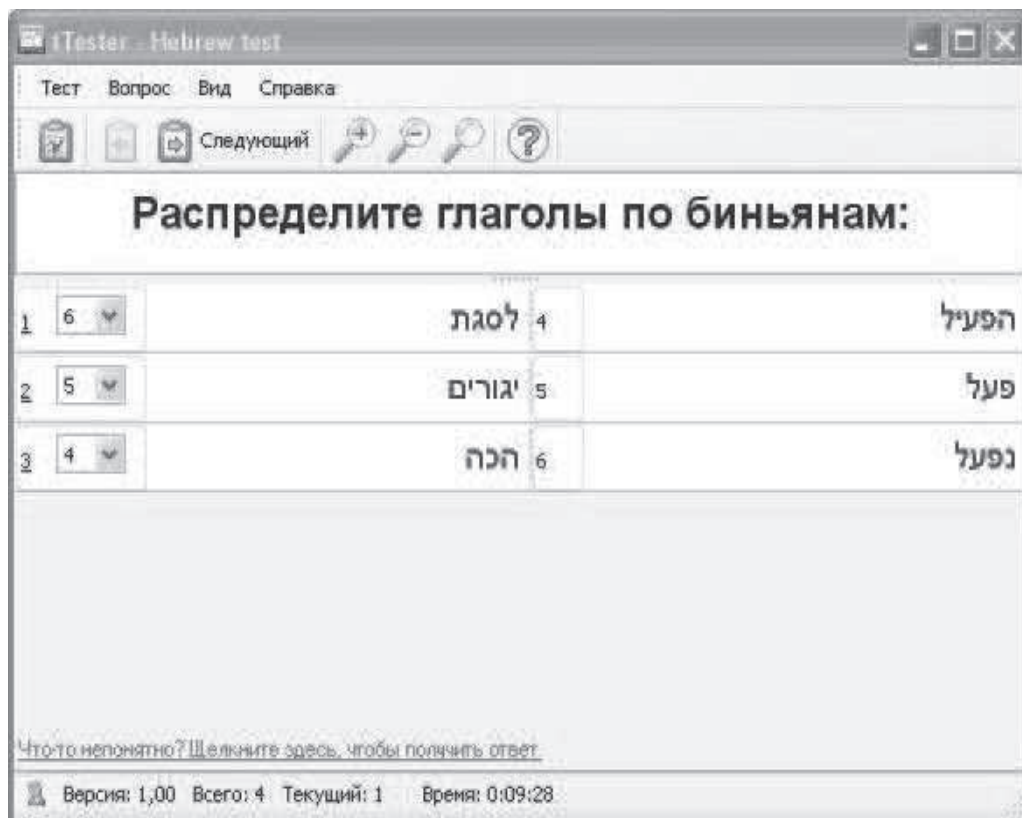 tTester - Hebrew test
Тест Вопрос Вид Справка
Следующий
Распределите глаголы по биньянам:
1 6 לסגת 4 הפעיל
2 5 יגורים 5 פעל
3 4 הכה 6 נפעל
Что-то непонятно? Щелкните здесь, чтобы получить ответ.
Версия: 1,00 Всего: 4 Текущий: 1 Время: 0:09:28